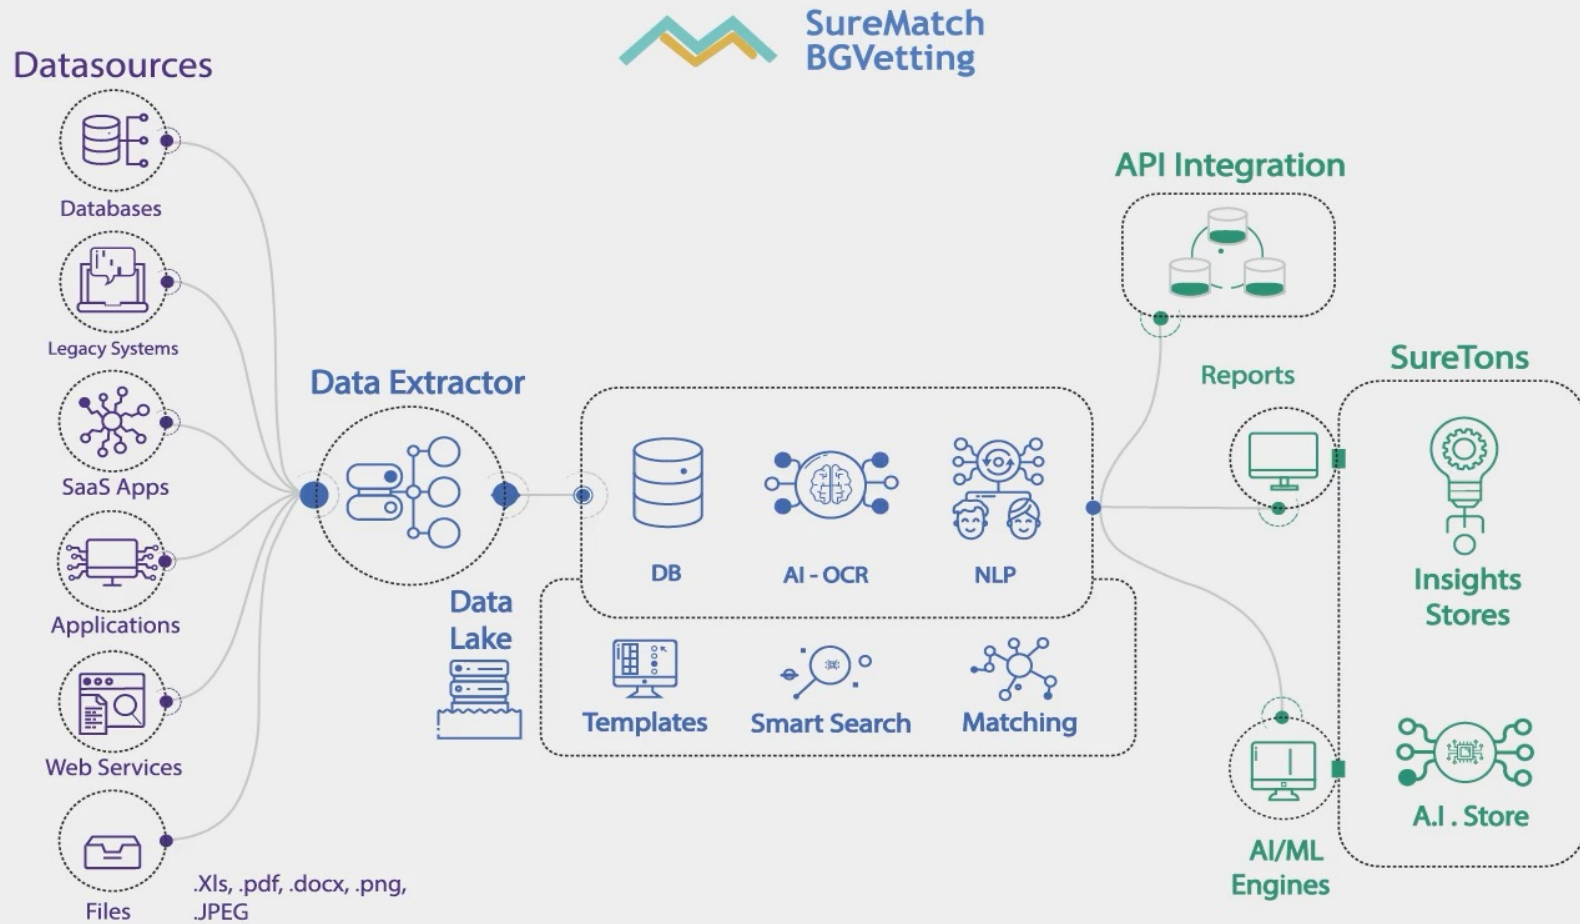 SureMatch
BGVetting
Datasources
Databases
Legacy Systems
SaaS Apps
Applications
Web Services
Files
.Xls, .pdf, .docx, .png,
.JPEG
Data Extractor
Data
Lake
DB
AI - OCR
NLP
Templates
Smart Search
Matching
API Integration
Reports
AI/ML
Engines
SureTons
Insights
Stores
A.I . Store